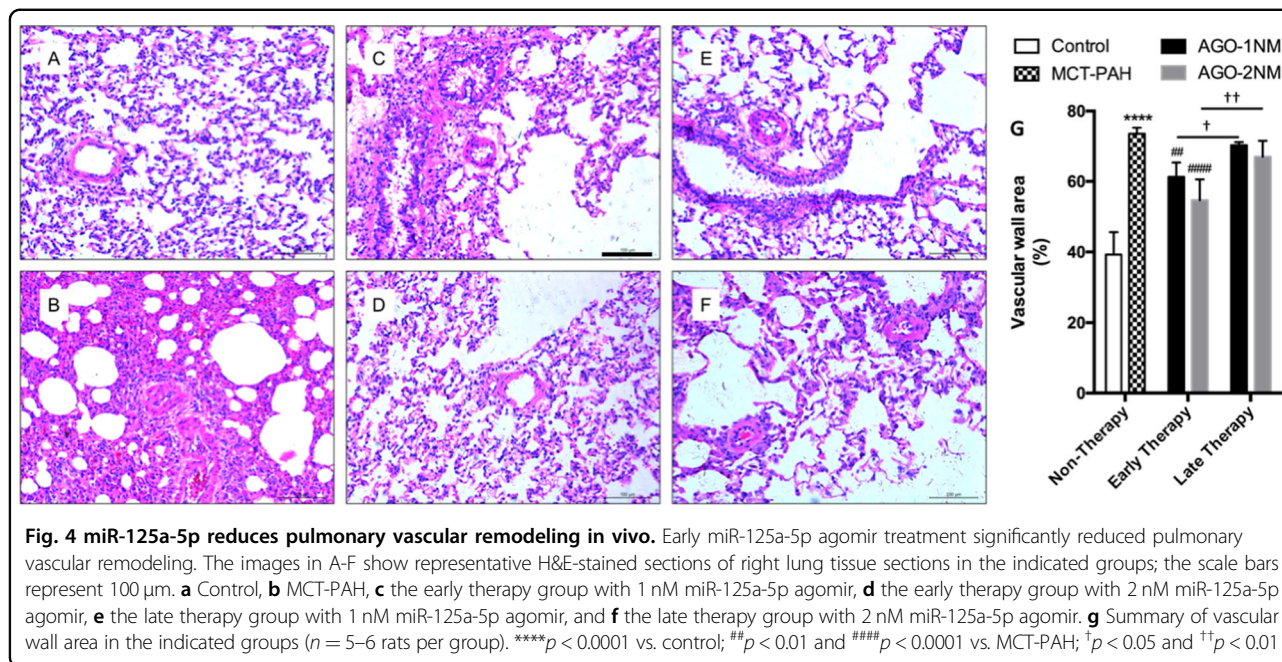 A
C
E
B
D
F
100 μm
100 μm
Control
AGO-1NM
MCT-PAH
AGO-2NM
G
80
60
40
20
0
Vascular wall area
(%)
****
##
####
†
††
Non-Therapy
Early Therapy
Late Therapy
Fig. 4 miR-125a-5p reduces pulmonary vascular remodeling in vivo. Early miR-125a-5p agomir treatment significantly reduced pulmonary
vascular remodeling. The images in A-F show representative H&E-stained sections of right lung tissue sections in the indicated groups; the scale bars
represent 100 μm. a Control, b MCT-PAH, c the early therapy group with 1 nM miR-125a-5p agomir, d the early therapy group with 2 nM miR-125a-5p
agomir, e the late therapy group with 1 nM miR-125a-5p agomir, and f the late therapy group with 2 nM miR-125a-5p agomir. g Summary of vascular
wall area in the indicated groups (n = 5–6 rats per group). ****p < 0.0001 vs. control; ##p < 0.01 and ####p < 0.0001 vs. MCT-PAH; †p < 0.05 and ††p < 0.01